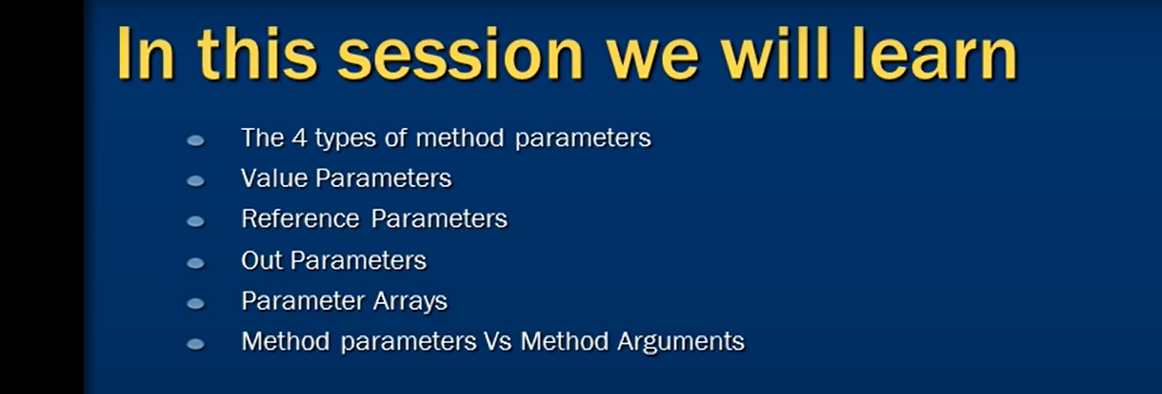 In this session we will learn
The 4 types of method parameters
Value Parameters
Reference Parameters
Out Parameters
Parameter Arrays
Method parameters Vs Method Arguments